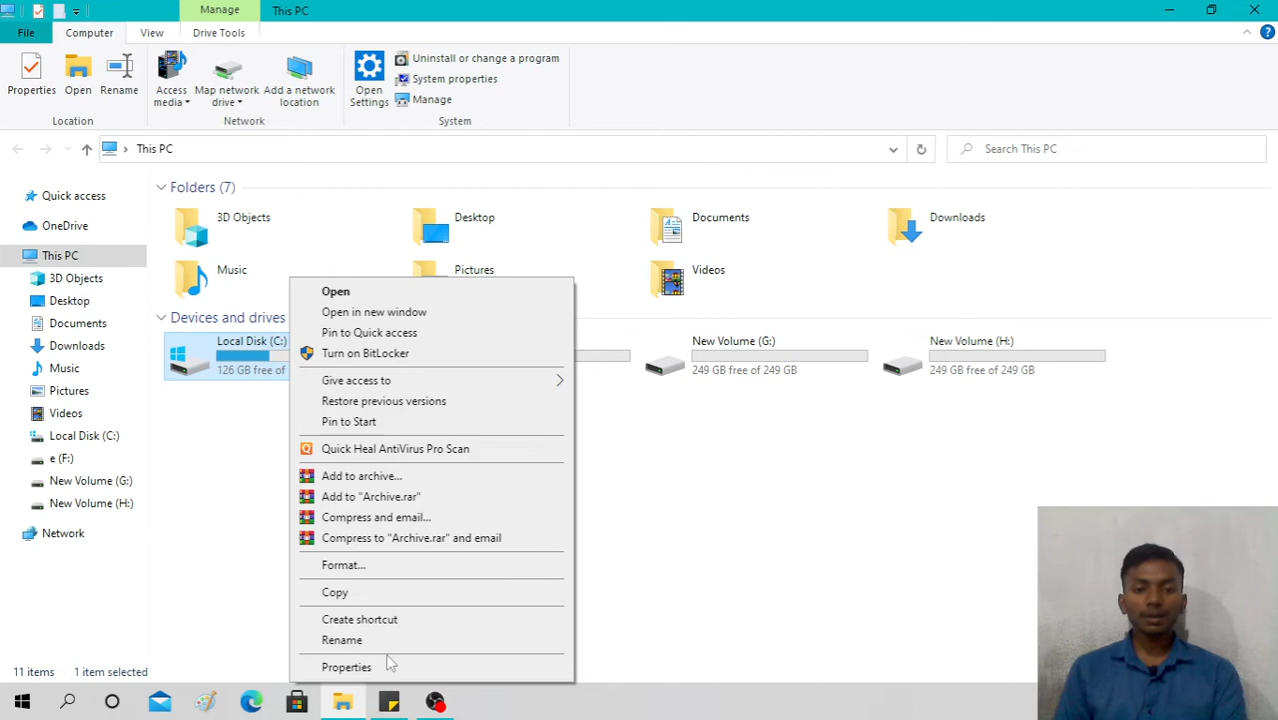 Manage
This PC
File
Computer
View
Drive Tools
Properties
Open
Rename
Access media
Map network drive
Add a network location
Open Settings
Uninstall or change a program
System properties
Manage
Location
Network
System
This PC
Search This PC
Quick access
OneDrive
This PC
3D Objects
Desktop
Documents
Downloads
Music
Pictures
Videos
Local Disk (C:)
e (F:)
New Volume (G:)
New Volume (H:)
Network
Folders (7)
3D Objects
Desktop
Documents
Downloads
Music
Pictures
Videos
Devices and drives
Local Disk (C:)
126 GB free of
New Volume (G:)
249 GB free of 249 GB
New Volume (H:)
249 GB free of 249 GB
Open
Open in new window
Pin to Quick access
Turn on BitLocker
Give access to
Restore previous versions
Pin to Start
Quick Heal AntiVirus Pro Scan
Add to archive...
Add to "Archive.rar"
Compress and email...
Compress to "Archive.rar" and email
Format...
Copy
Create shortcut
Rename
Properties
11 items
1 item selected